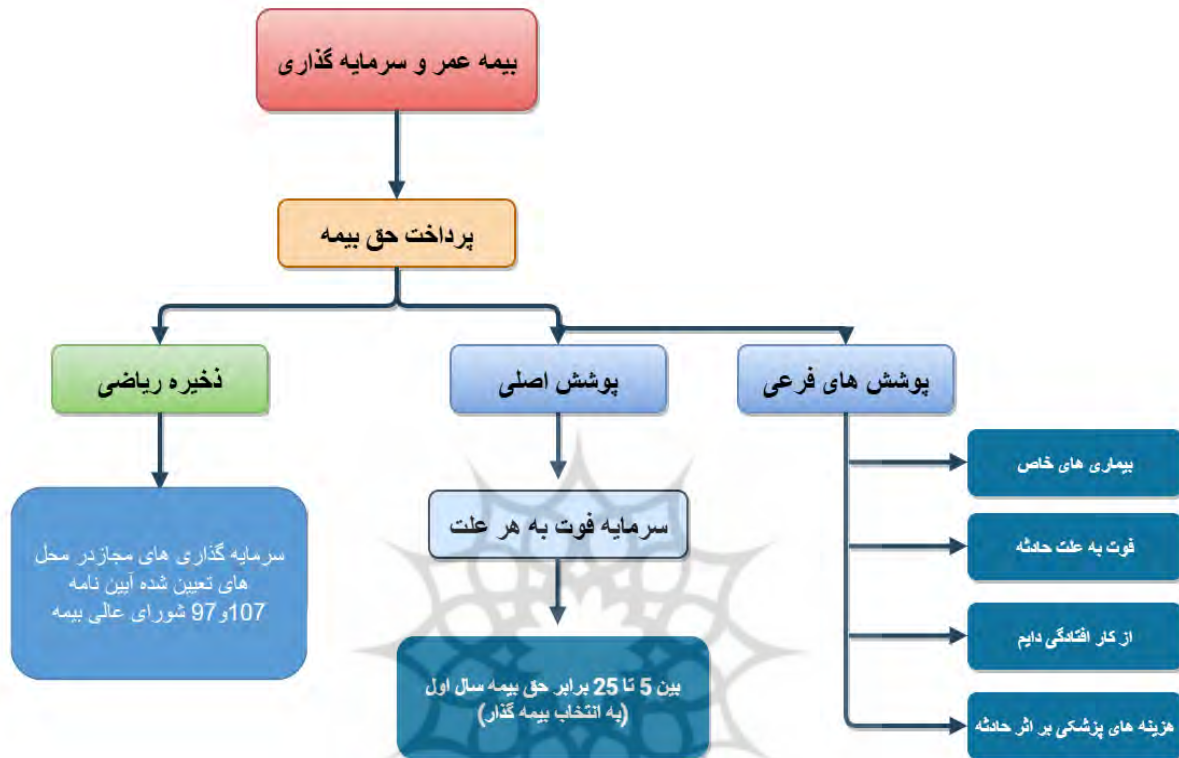 بیمه عمر و سرمایه گذاری
پرداخت حق بیمه
پوشش های فرعی
پوشش اصلی
ذخیره ریاضی
بیماری های خاص
فوت به علت حادثه
از کار افتادگی دایم
هزینه های پزشکی بر اثر حادثه
سرمایه فوت به هر علت
بین 5 تا 25 برابر حق بیمه سال اول
(به انتخاب بیمه گذار)
سرمایه گذاری های مجازدر محل
های تعیین شده آیین نامه
107و97 شورای عالی بیمه